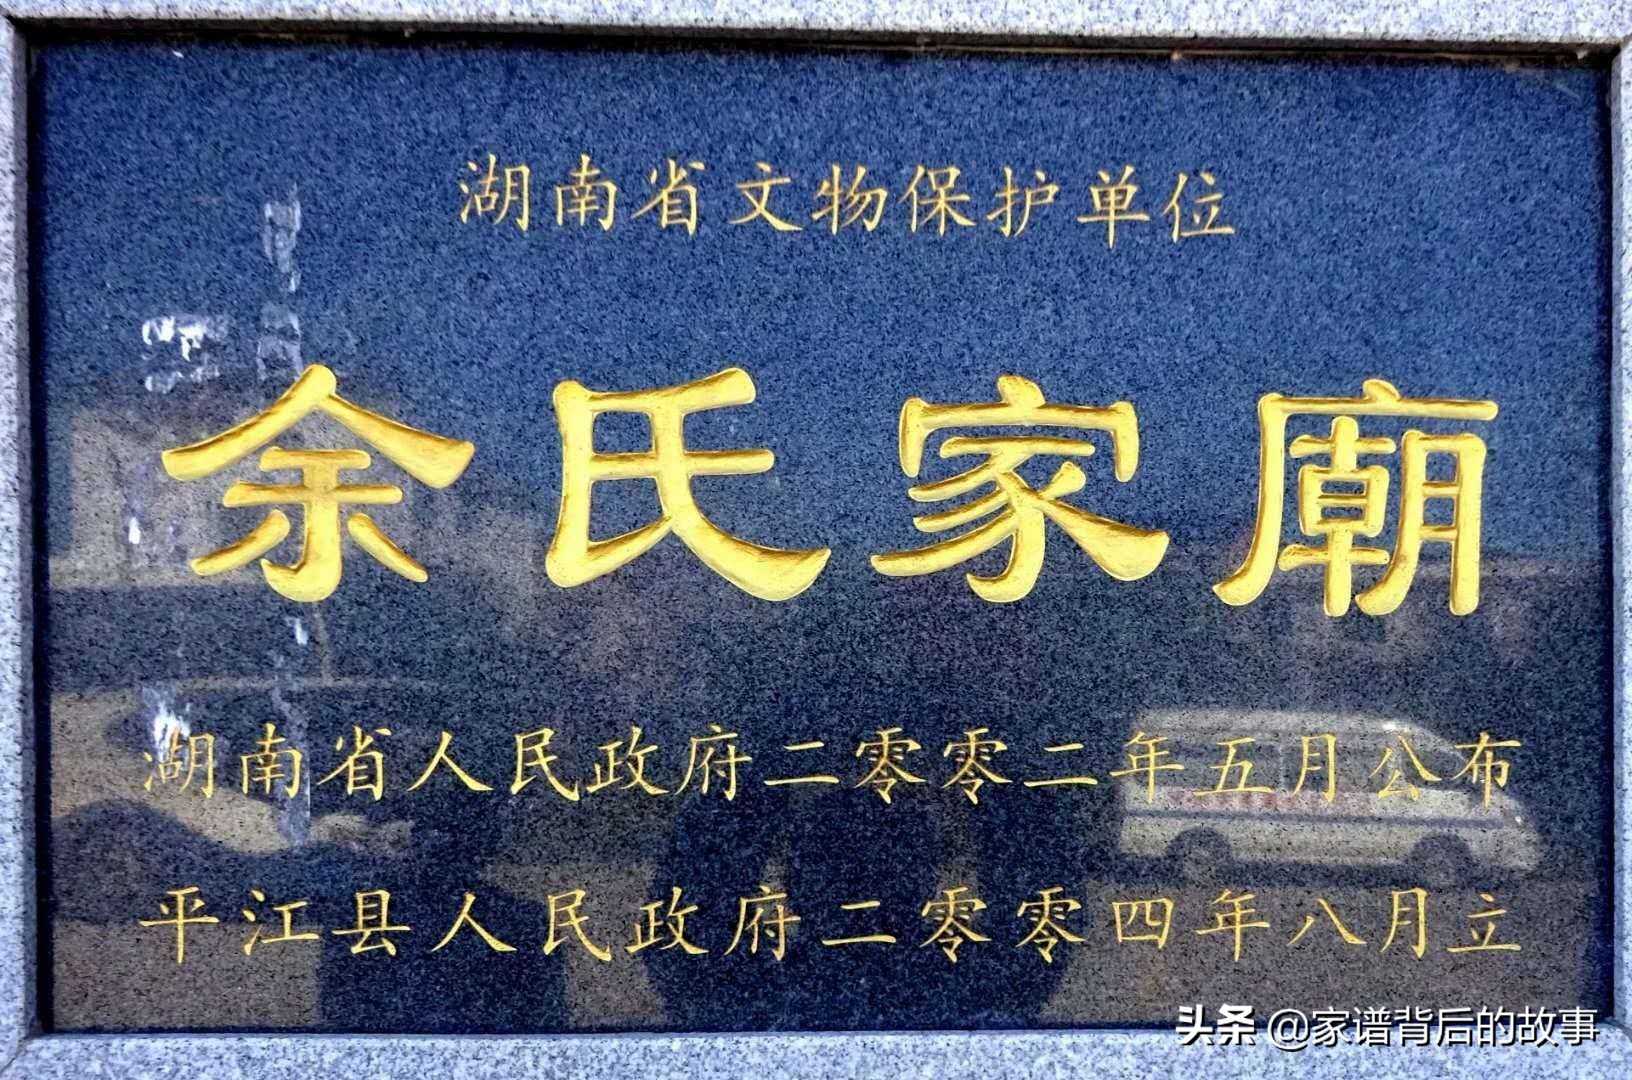 湖南省文物保护单位
余氏家廟
湖南省人民政府二零零二年五月公布
平江县人民政府二零零四年八月立
头条 @家谱背后的故事